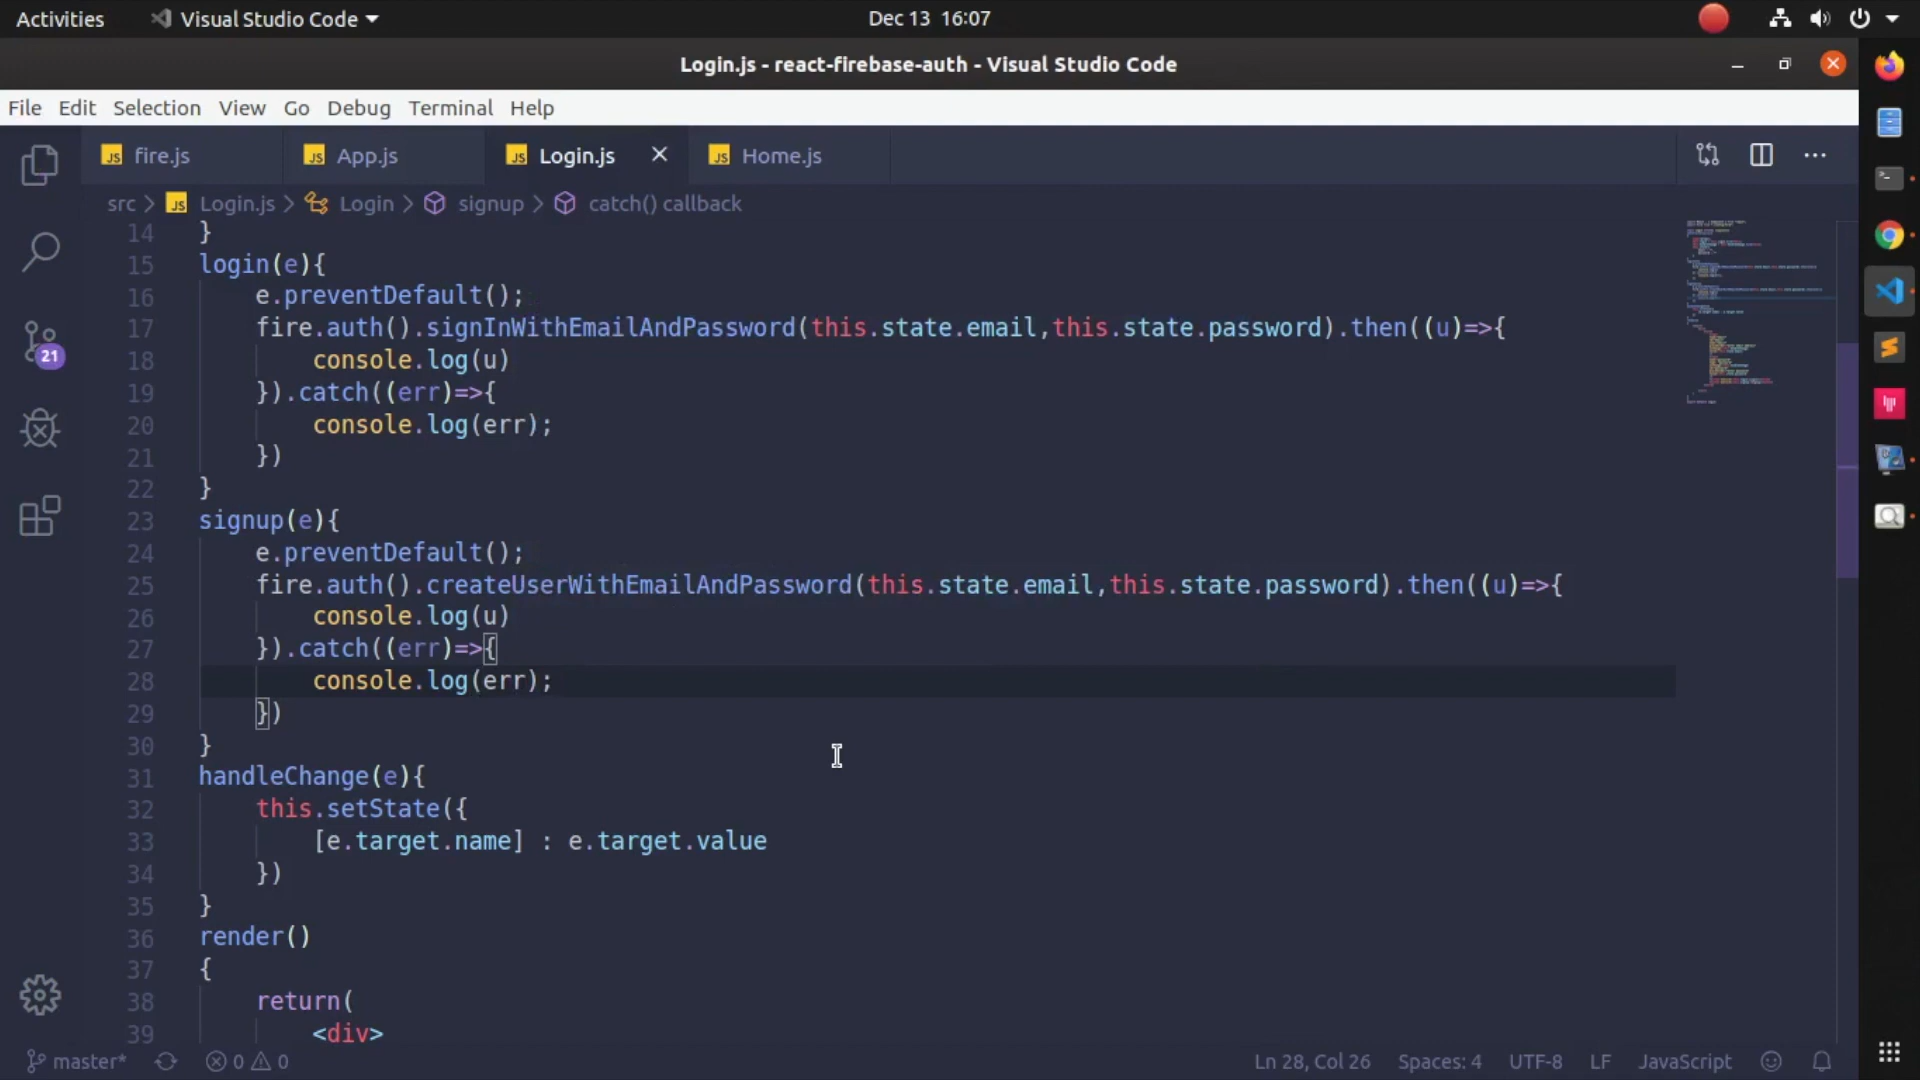 Activities Visual Studio Code Dec 13 16:07
Login.js - react-firebase-auth - Visual Studio Code
File Edit Selection View Go Debug Terminal Help
JS fire.js JS App.js JS Login.js JS Home.js
src > JS Login.js > Login > signup > catch() callback
14 }
15 login(e){
16 e.preventDefault();
17 fire.auth().signInWithEmailAndPassword(this.state.email,this.state.password).then((u)=>{
18 console.log(u)
19 }).catch((err)=>{
20 console.log(err);
21 })
22 }
23 signup(e){
24 e.preventDefault();
25 fire.auth().createUserWithEmailAndPassword(this.state.email,this.state.password).then((u)=>{
26 console.log(u)
27 }).catch((err)=>{
28 console.log(err);
29 })
30 }
31 handleChange(e){
32 this.setState({
33 [e.target.name] : e.target.value
34 })
35 }
36 render()
37 {
38 return(
39 <div>
21
master* 0 0 Ln 28, Col 26 Spaces: 4 UTF-8 LF JavaScript